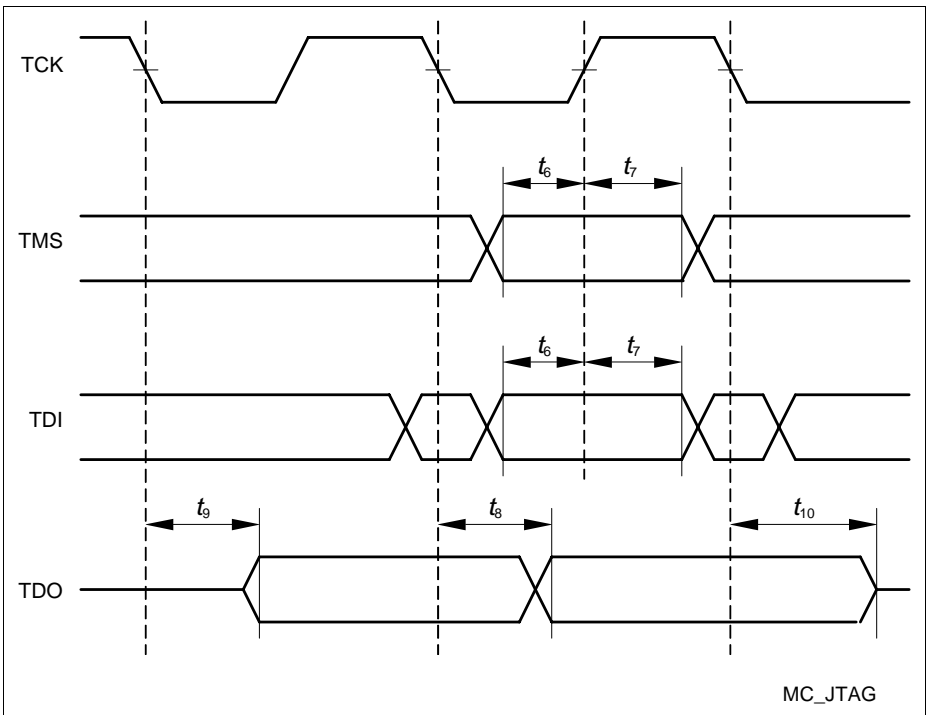 TCK
t6 t7
TMS
t6 t7
TDI
t9 t8 t10
TDO
MC_JTAG